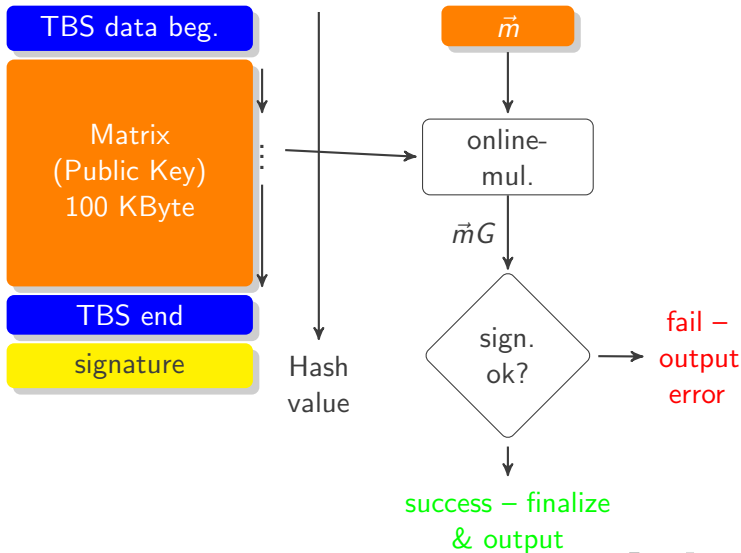 TBS data beg.
Matrix
(Public Key)
100 KByte
TBS end
signature
Hash
value
m⃗
online-
mul.
m⃗G
sign.
ok?
fail –
output
error
success – finalize
& output